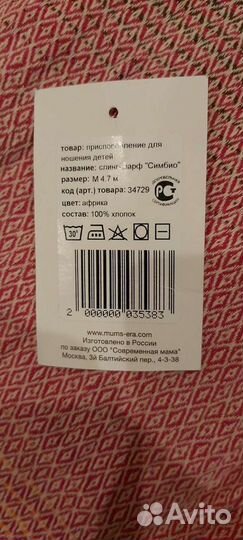 товар: приспособление для
ношения детей
название: слинг-шарф "Симбио"
размер: М 4.7 м
код (арт.) товара: 34729
цвет: африка
состав: 100% хлопок
30°
2 000000 035383
www.mums-era.com
Изготовлено в России
по заказу ООО "Современная мама"
Москва, 3й Балтийский пер., 4-3-38
Avito